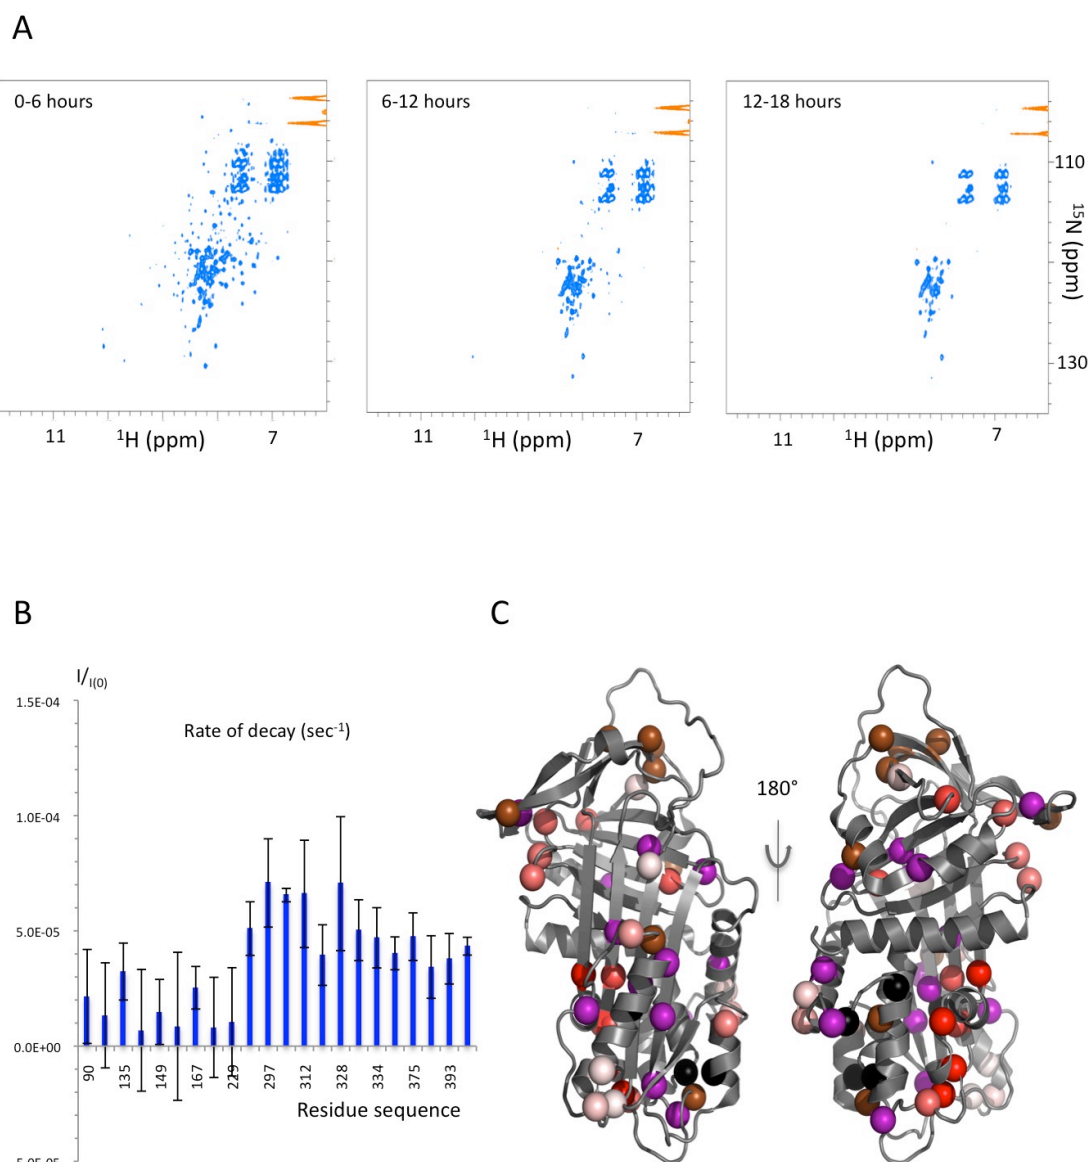 A
0-6 hours
6-12 hours
12-18 hours
110
130
15N (ppm)
11
1H (ppm)
7
11
1H (ppm)
7
11
1H (ppm)
7
B
C
I/I(0)
1.5E-04
Rate of decay (sec-1)
1.0E-04
5.0E-05
0.0E+00
90
135
149
167
229
297
312
328
334
375
393
Residue sequence
180°